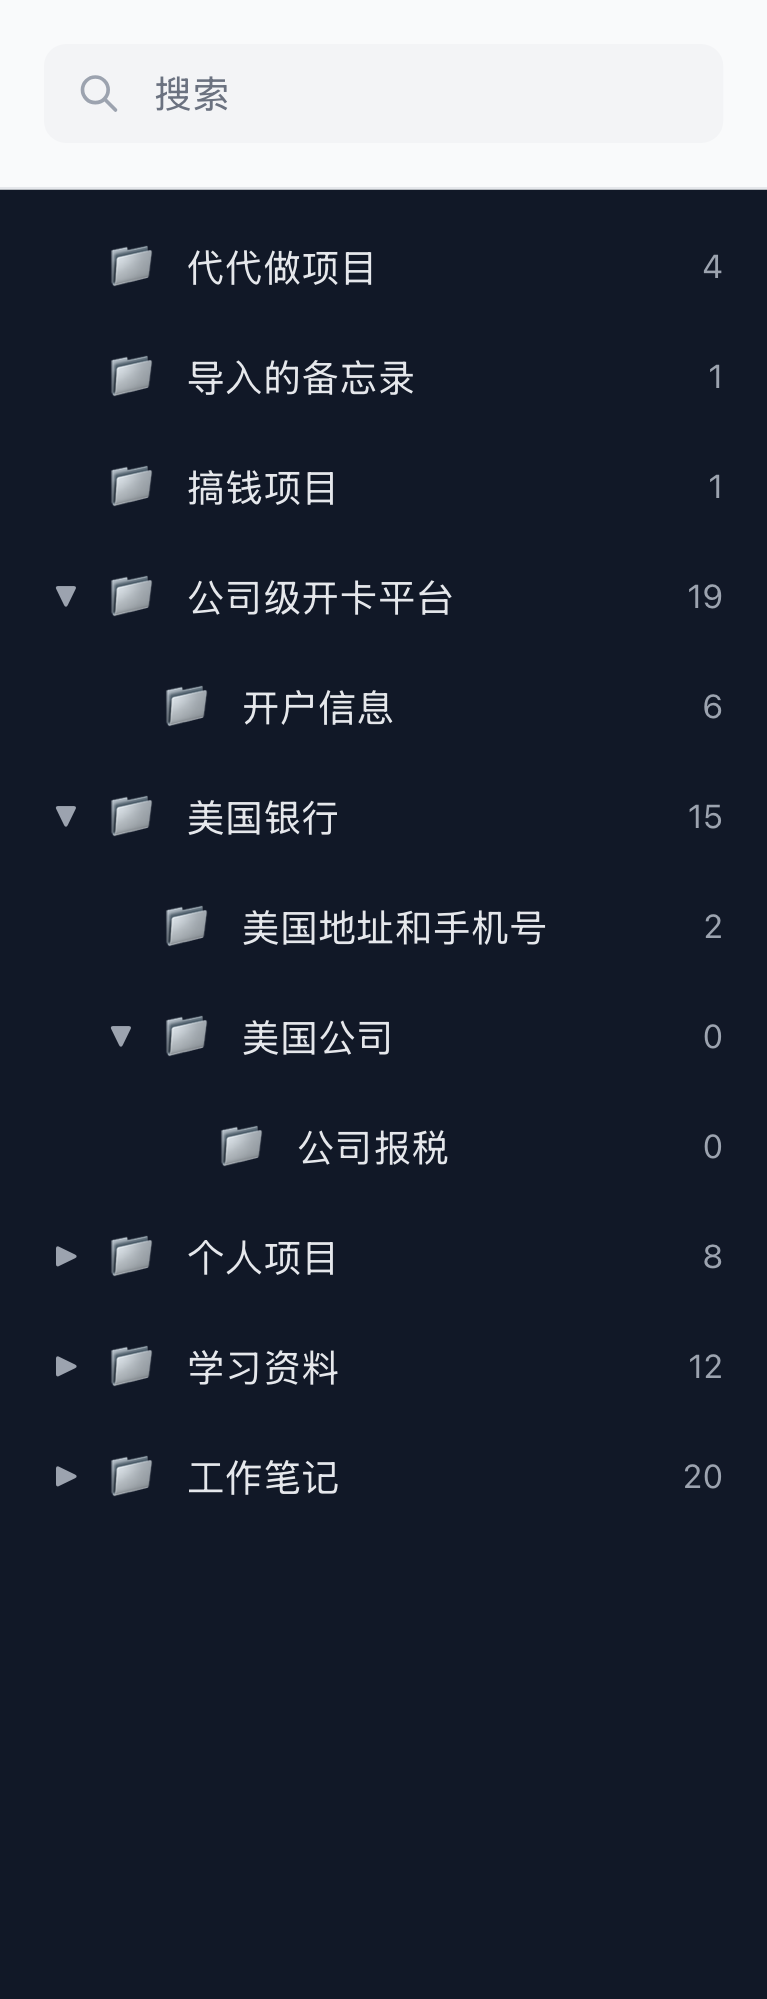 搜索
代代做项目 4
导入的备忘录 1
搞钱项目 1
公司级开卡平台 19
开户信息 6
美国银行 15
美国地址和手机号 2
美国公司 0
公司报税 0
个人项目 8
学习资料 12
工作笔记 20